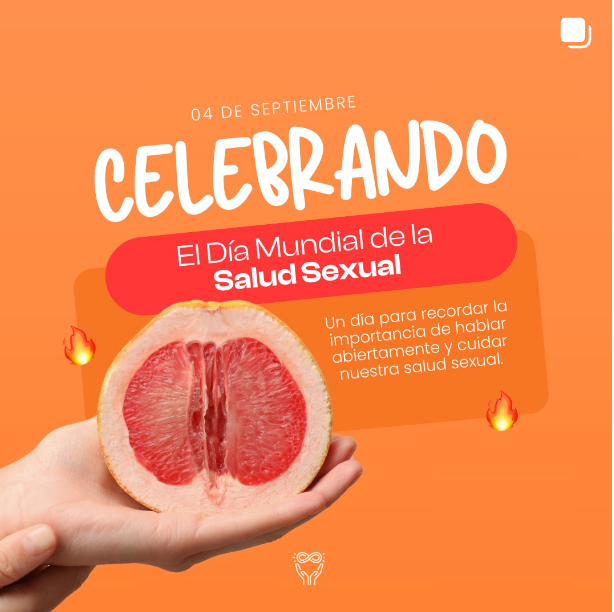 04 DE SEPTIEMBRE
CELEBRANDO
El Día Mundial de la
Salud Sexual
Un día para recordar la
importancia de hablar
abiertamente y cuidar
nuestra salud sexual.